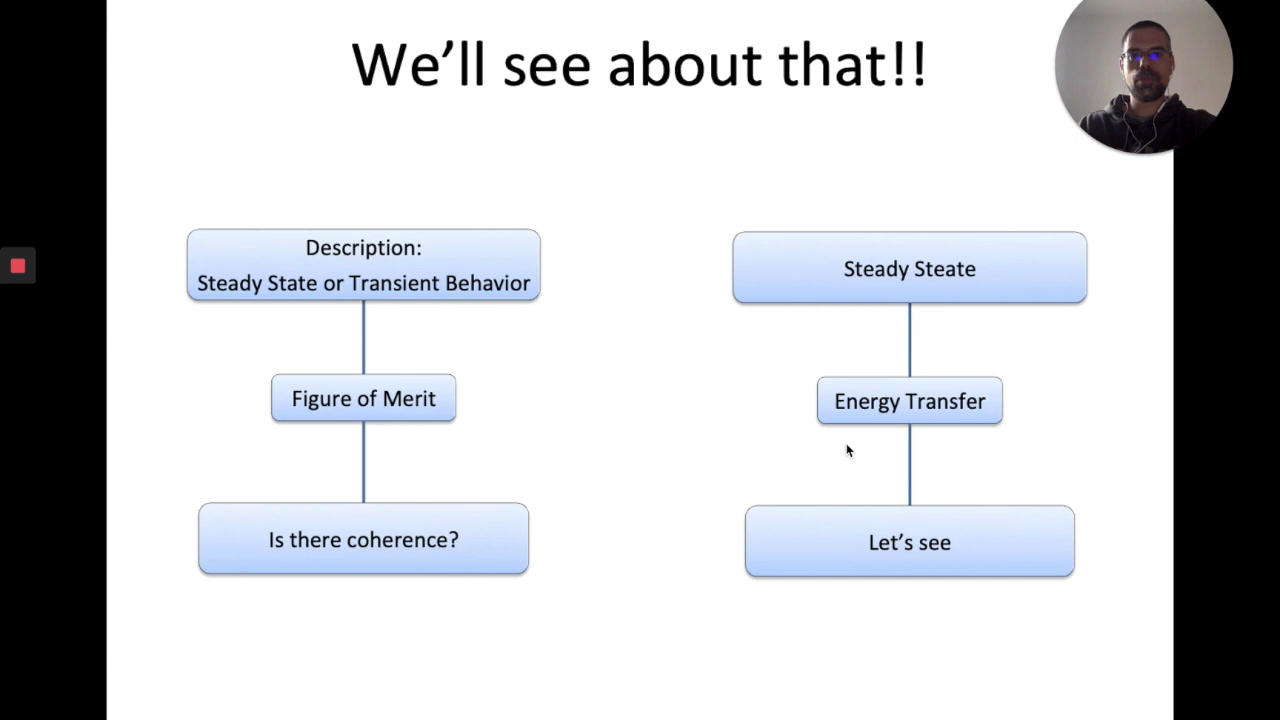 We’ll see about that!!
Description:
Steady State or Transient Behavior
Figure of Merit
Is there coherence?
Steady Steate
Energy Transfer
Let’s see